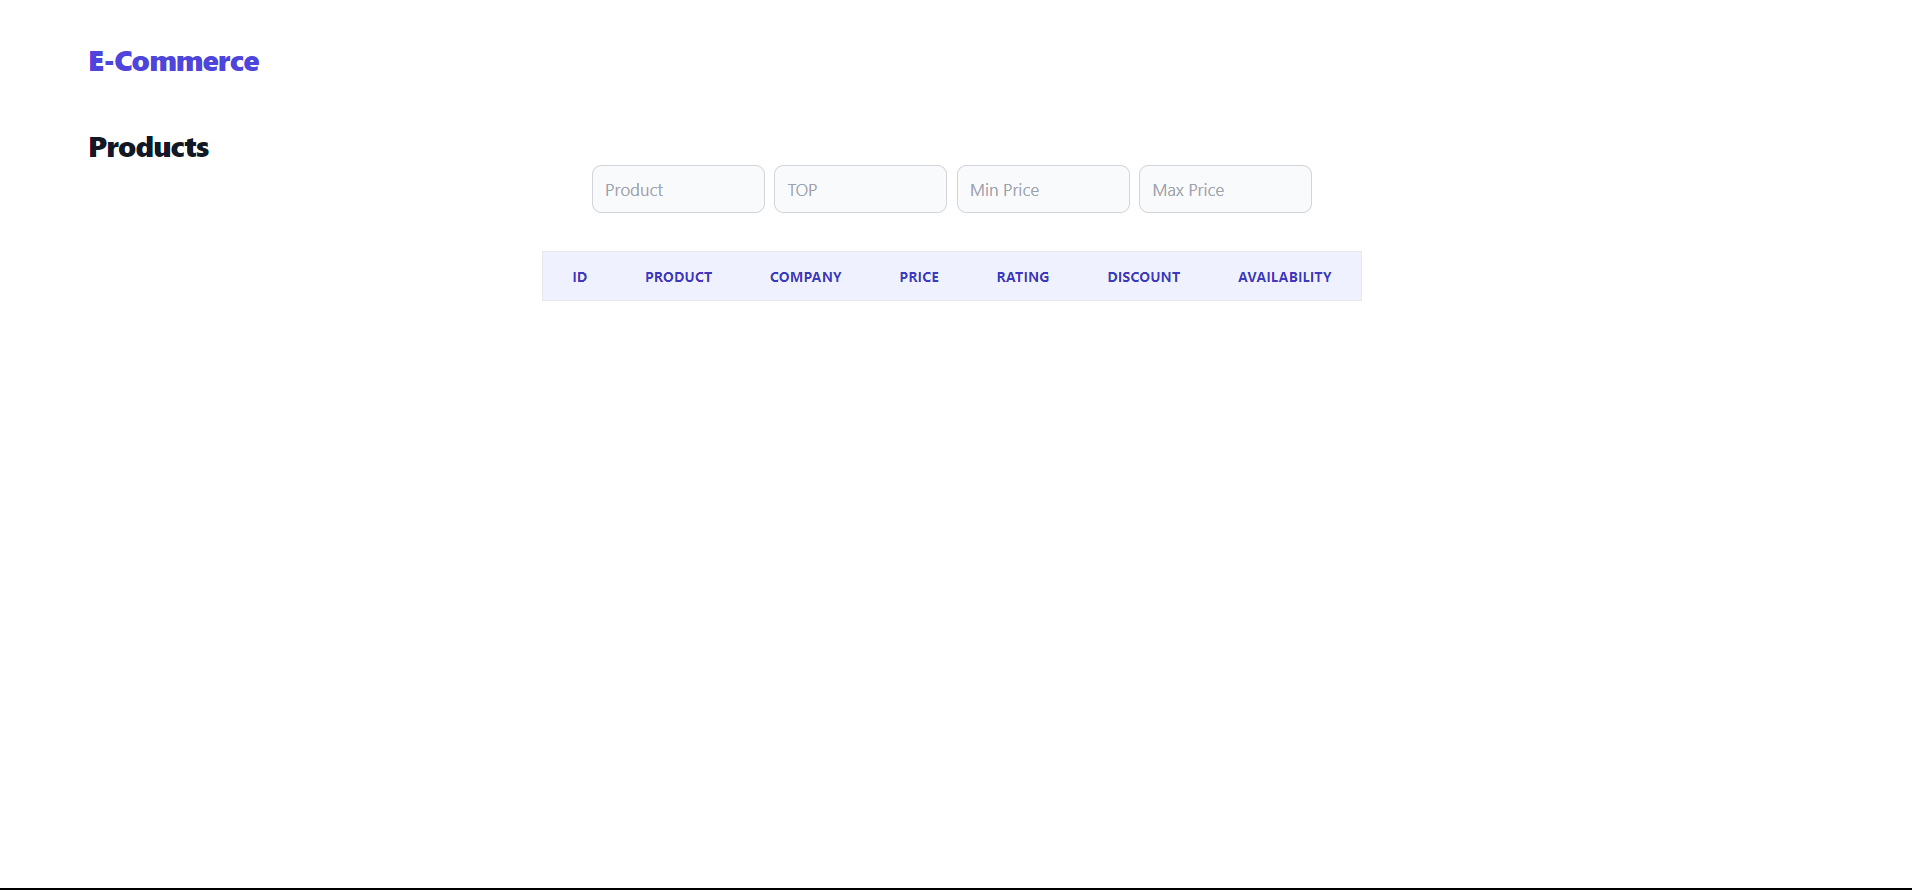 E-Commerce
Products
Product TOP Min Price Max Price
ID PRODUCT COMPANY PRICE RATING DISCOUNT AVAILABILITY